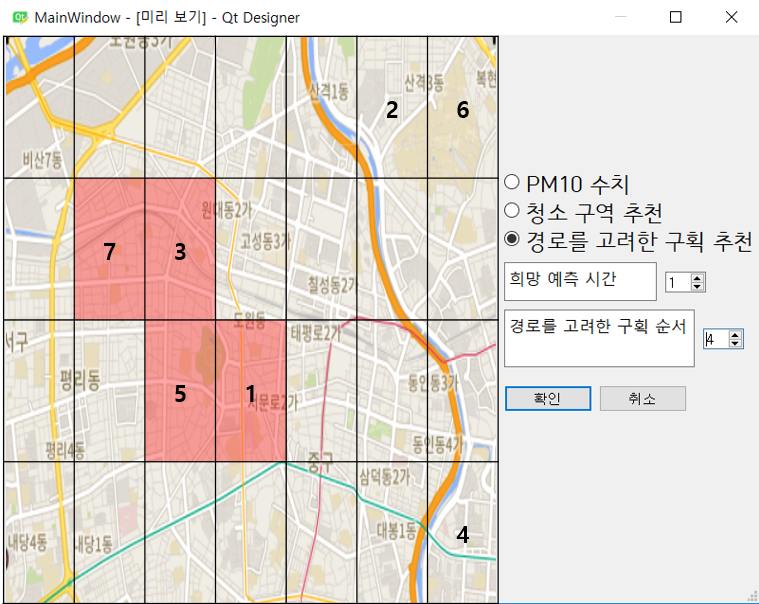 MainWindow - [미리 보기] - Qt Designer
산격1동
산격3동
복현
2
6
비산7동
원대동2가
PM10 수치
청소 구역 추천
고성동3가
경로를 고려한 구획 추천
7
3
칠성동2가
희망 예측 시간
1
도원동
태평로2가
경로를 고려한 구획 순서
4
서구
평리동
동인동3가
5
1
서문로2가
확인
취소
평리4동
동인동4가
중구
삼덕동2가
대봉1동
4
내당4동
내당1동